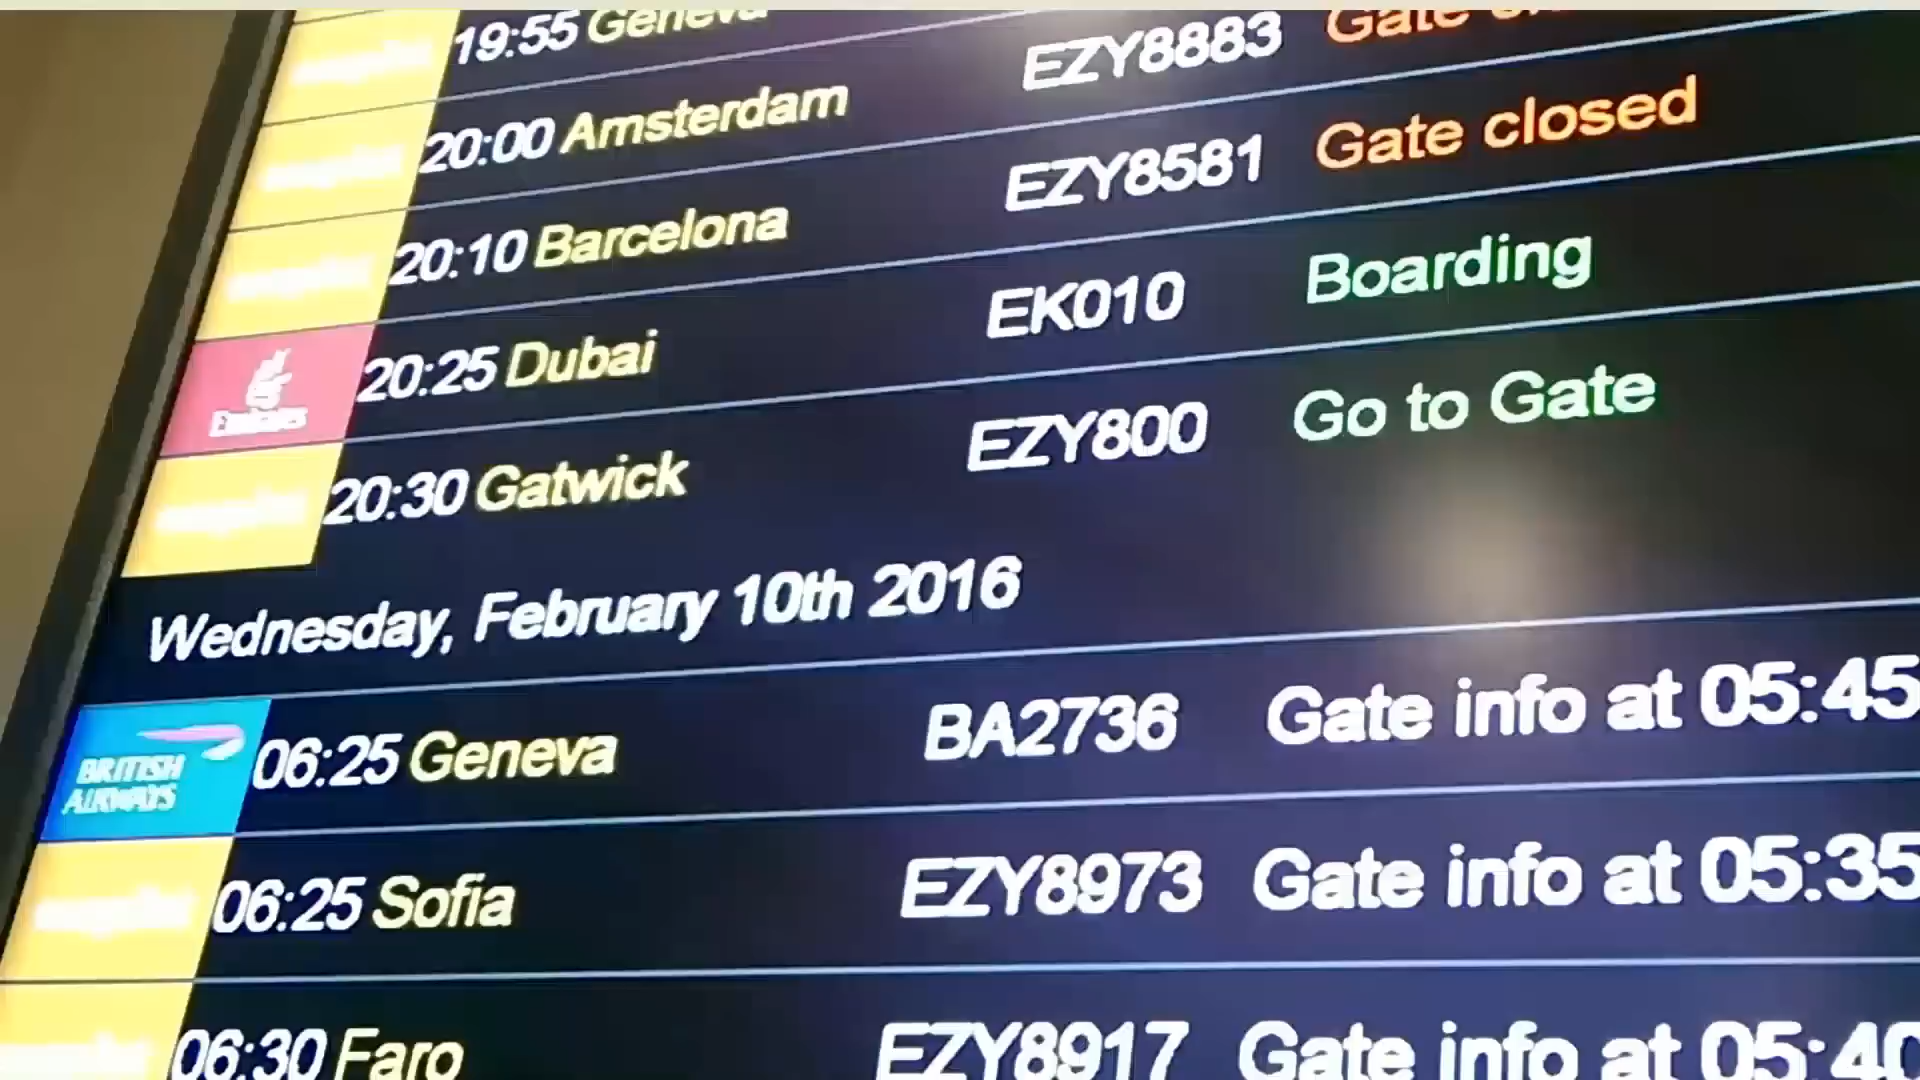 19:55 Geneva
20:00 Amsterdam EZY8883 Gate
20:10 Barcelona EZY8581 Gate closed
Emirates 20:25 Dubai EK010 Boarding
20:30 Gatwick EZY800 Go to Gate
Wednesday, February 10th 2016
BRITISH AIRWAYS 06:25 Geneva BA2736 Gate info at 05:45
06:25 Sofia EZY8973 Gate info at 05:35
06:30 Faro EZY8917 Gate info at 05:40